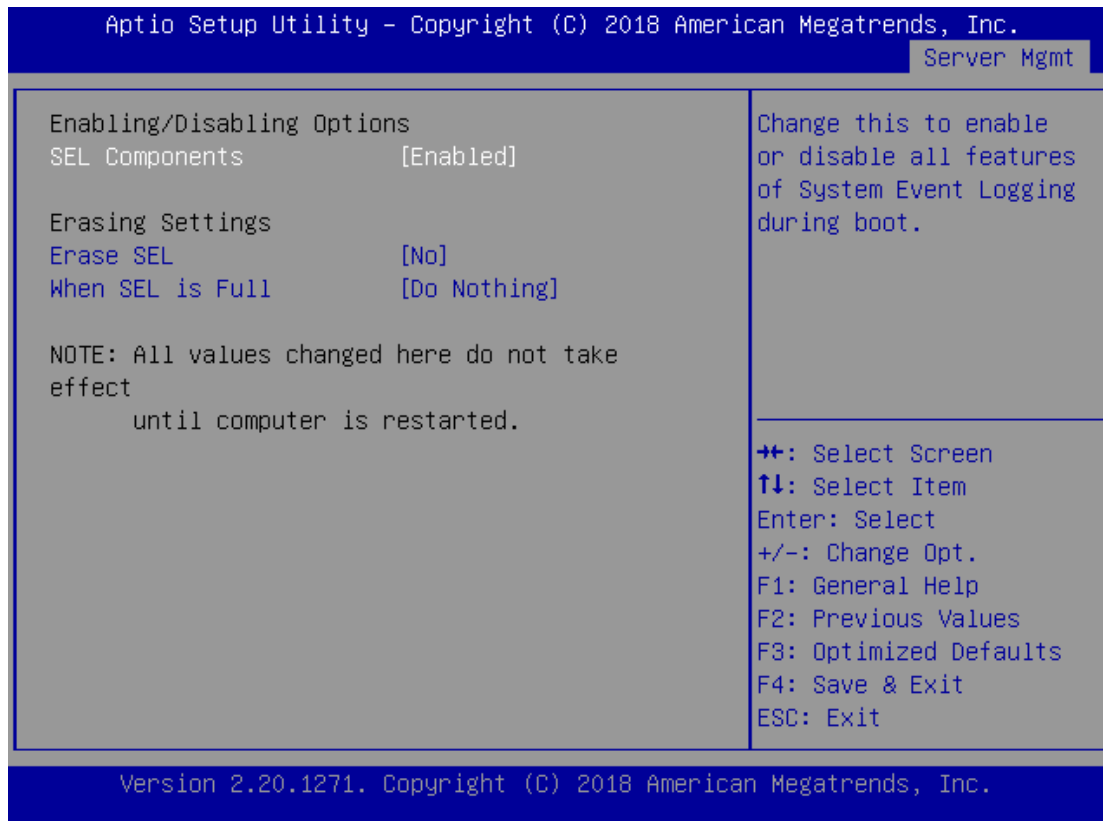 Aptio Setup Utility – Copyright (C) 2018 American Megatrends, Inc.
Server Mgmt
Enabling/Disabling Options
SEL Components [Enabled]
Erasing Settings
Erase SEL [No]
When SEL is Full [Do Nothing]
NOTE: All values changed here do not take
effect
until computer is restarted.
Change this to enable
or disable all features
of System Event Logging
during boot.
→←: Select Screen
↑↓: Select Item
Enter: Select
+/-: Change Opt.
F1: General Help
F2: Previous Values
F3: Optimized Defaults
F4: Save & Exit
ESC: Exit
Version 2.20.1271. Copyright (C) 2018 American Megatrends, Inc.